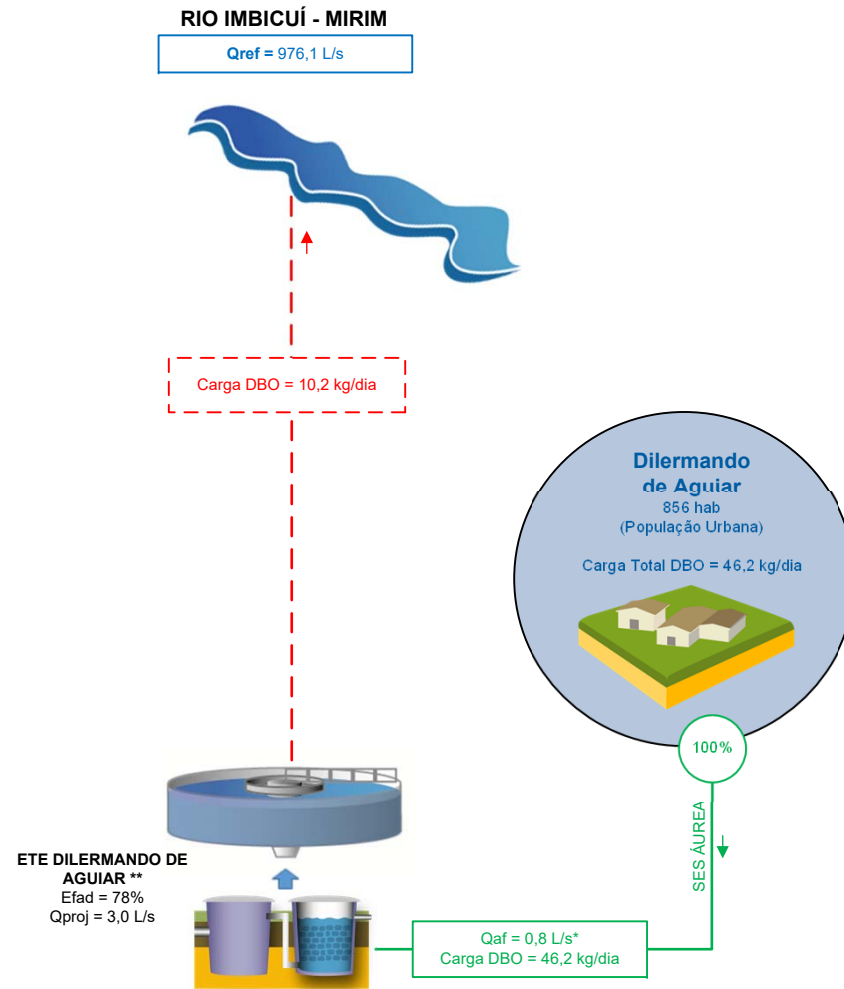 RIO IMBICUÍ - MIRIM
Qref = 976,1 L/s
Carga DBO = 10,2 kg/dia
Dilermando
de Aguiar
856 hab
(População Urbana)
Carga Total DBO = 46,2 kg/dia
100%
SES ÁUREA
ETE DILERMANDO DE
AGUIAR **
Efad = 78%
Qproj = 3,0 L/s
Qaf = 0,8 L/s*
Carga DBO = 46,2 kg/dia